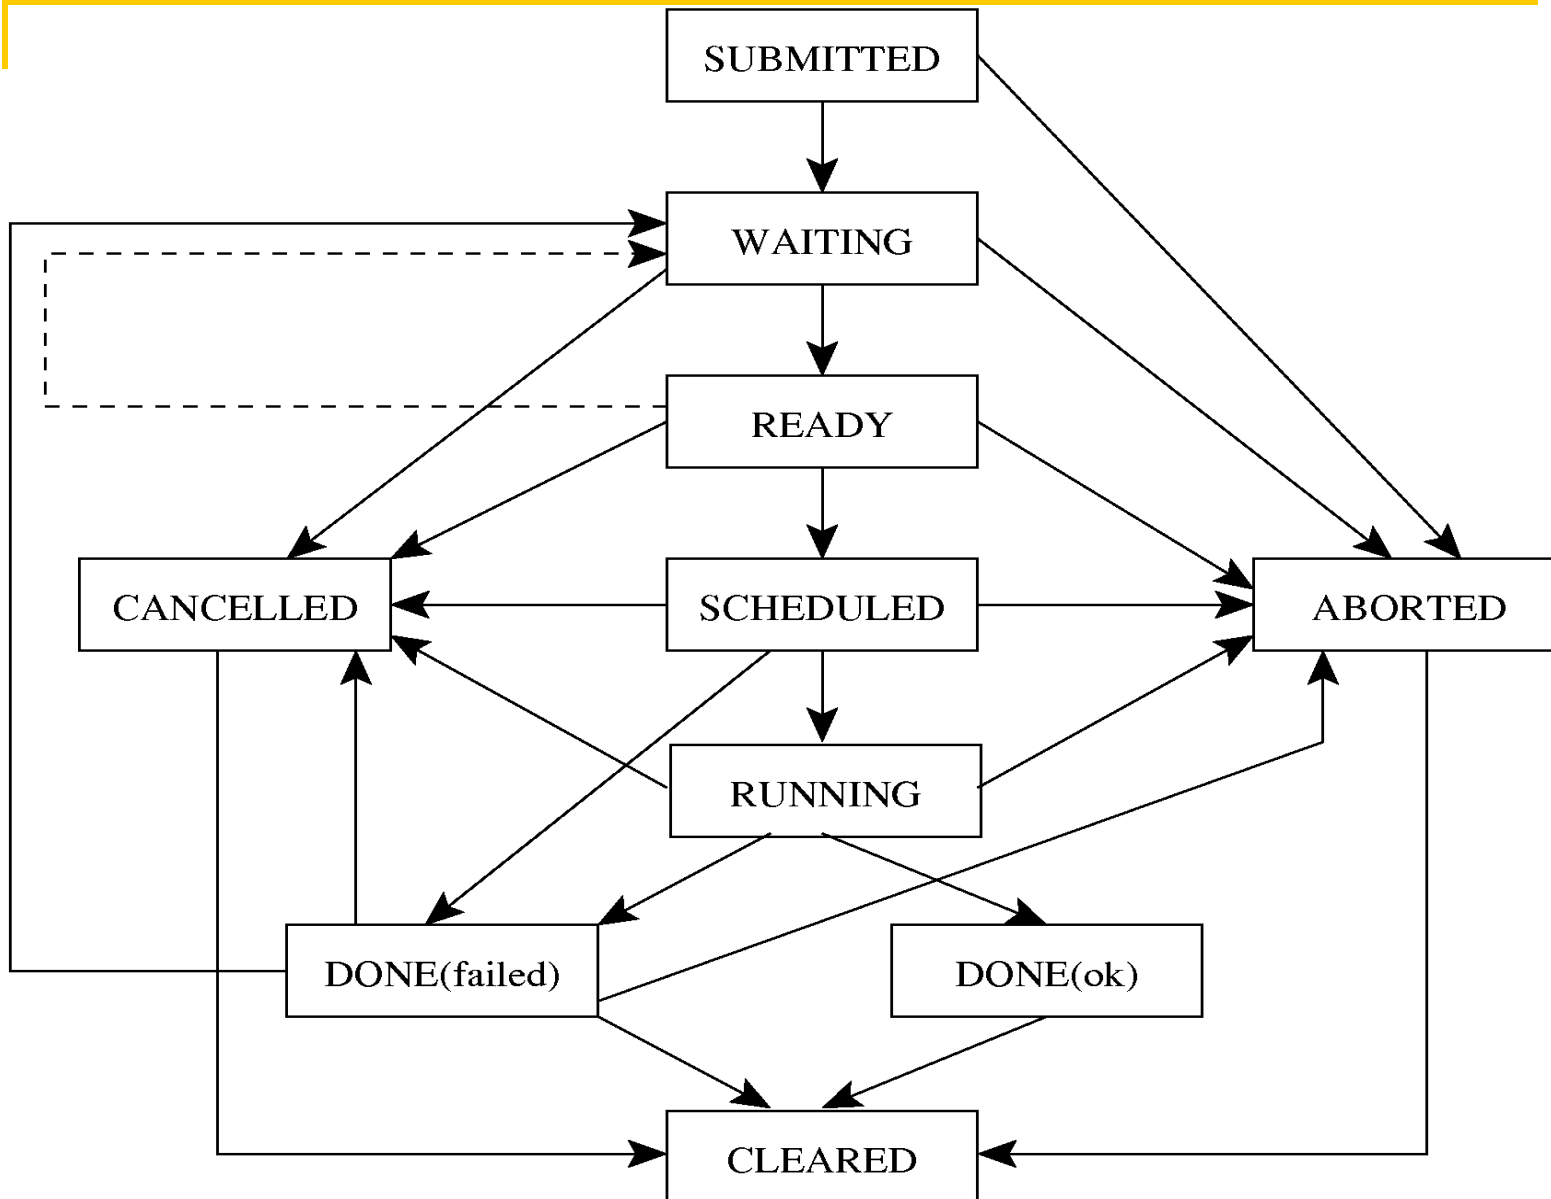 SUBMITTED
WAITING
READY
CANCELLED
SCHEDULED
ABORTED
RUNNING
DONE(failed)
DONE(ok)
CLEARED